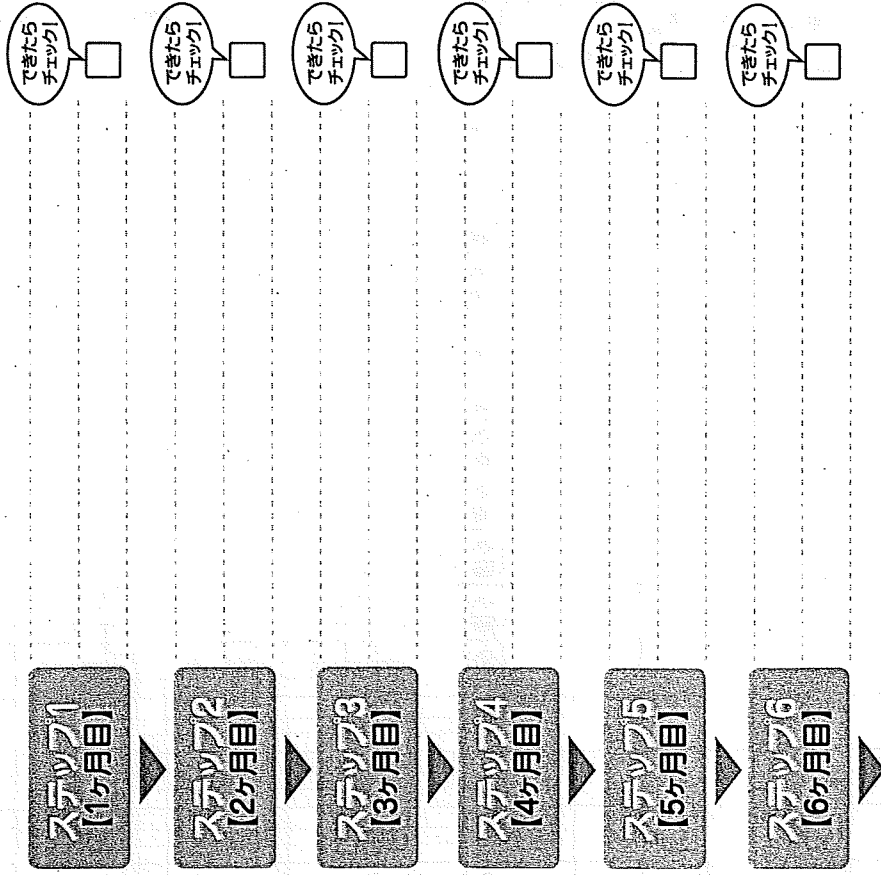 ステップ1
【1ヶ月目】
できたら
チェック!
ステップ2
【2ヶ月目】
できたら
チェック!
ステップ3
【3ヶ月目】
できたら
チェック!
ステップ4
【4ヶ月目】
できたら
チェック!
ステップ5
【5ヶ月目】
できたら
チェック!
ステップ6
【6ヶ月目】
できたら
チェック!